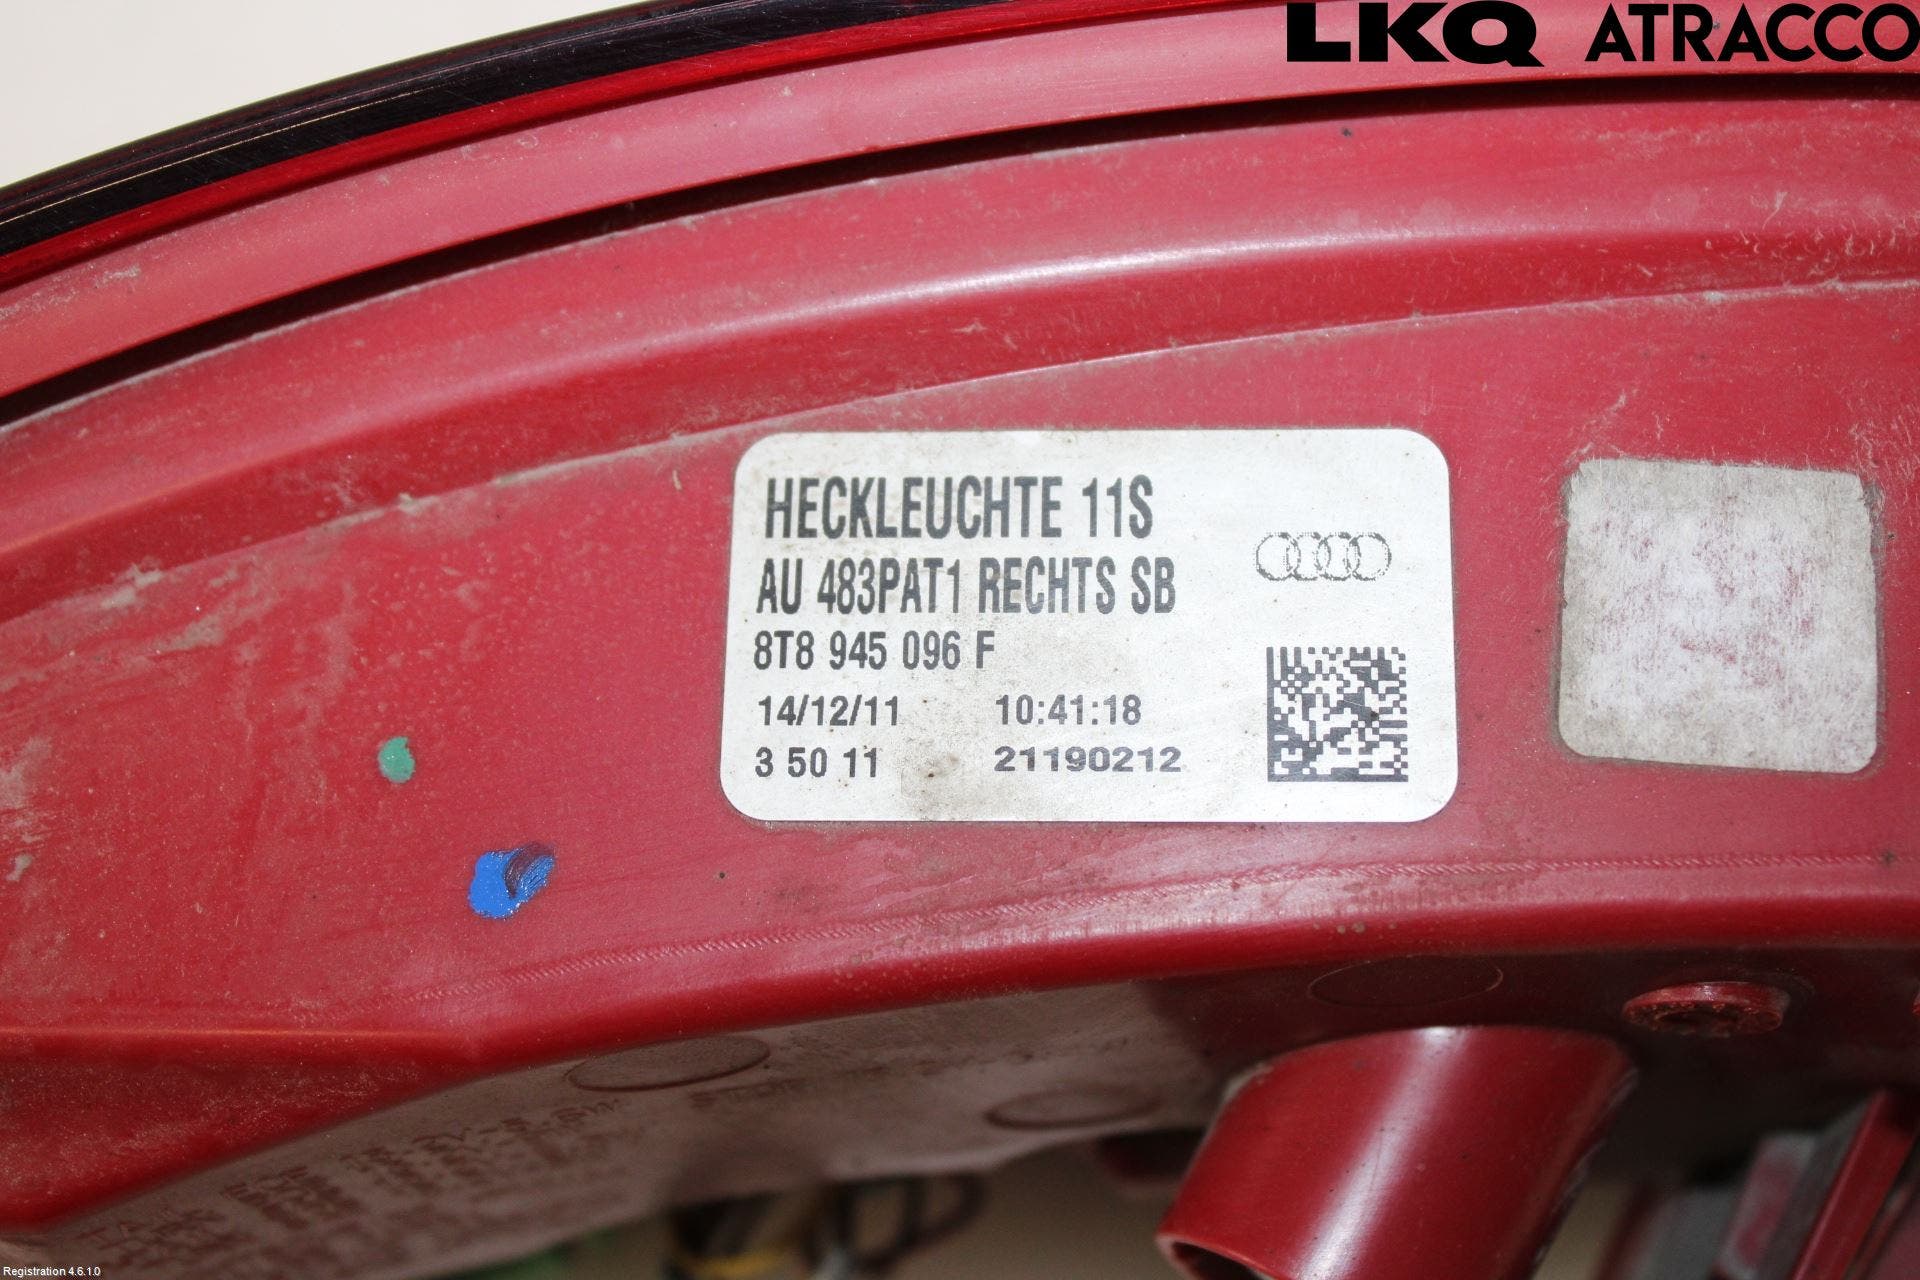 LKQ ATRACCO
HECKLEUCHTE 11S
AU 483PAT1 RECHTS SB
8T8 945 096 F
14/12/11 10:41:18
3 50 11 21190212
Registration 4.6.1.0